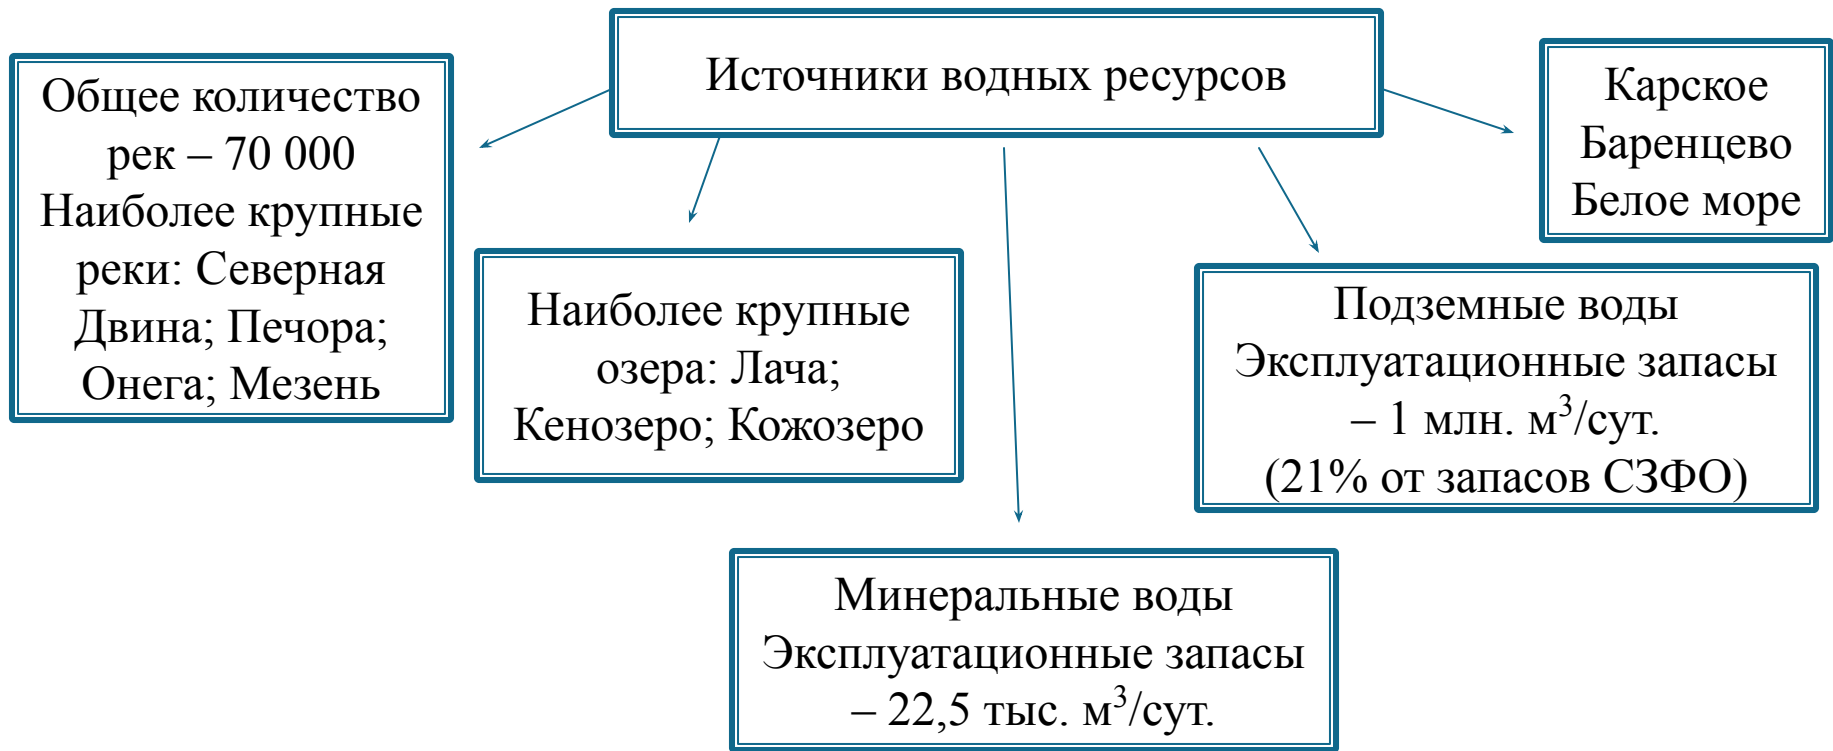 Источники водных ресурсов
Общее количество
рек – 70 000
Наиболее крупные
реки: Северная
Двина; Печора;
Онега; Мезень
Наиболее крупные
озера: Лача;
Кенозеро; Кожозеро
Минеральные воды
Эксплуатационные запасы
– 22,5 тыс. м³/сут.
Подземные воды
Эксплуатационные запасы
– 1 млн. м³/сут.
(21% от запасов СЗФО)
Карское
Баренцево
Белое море